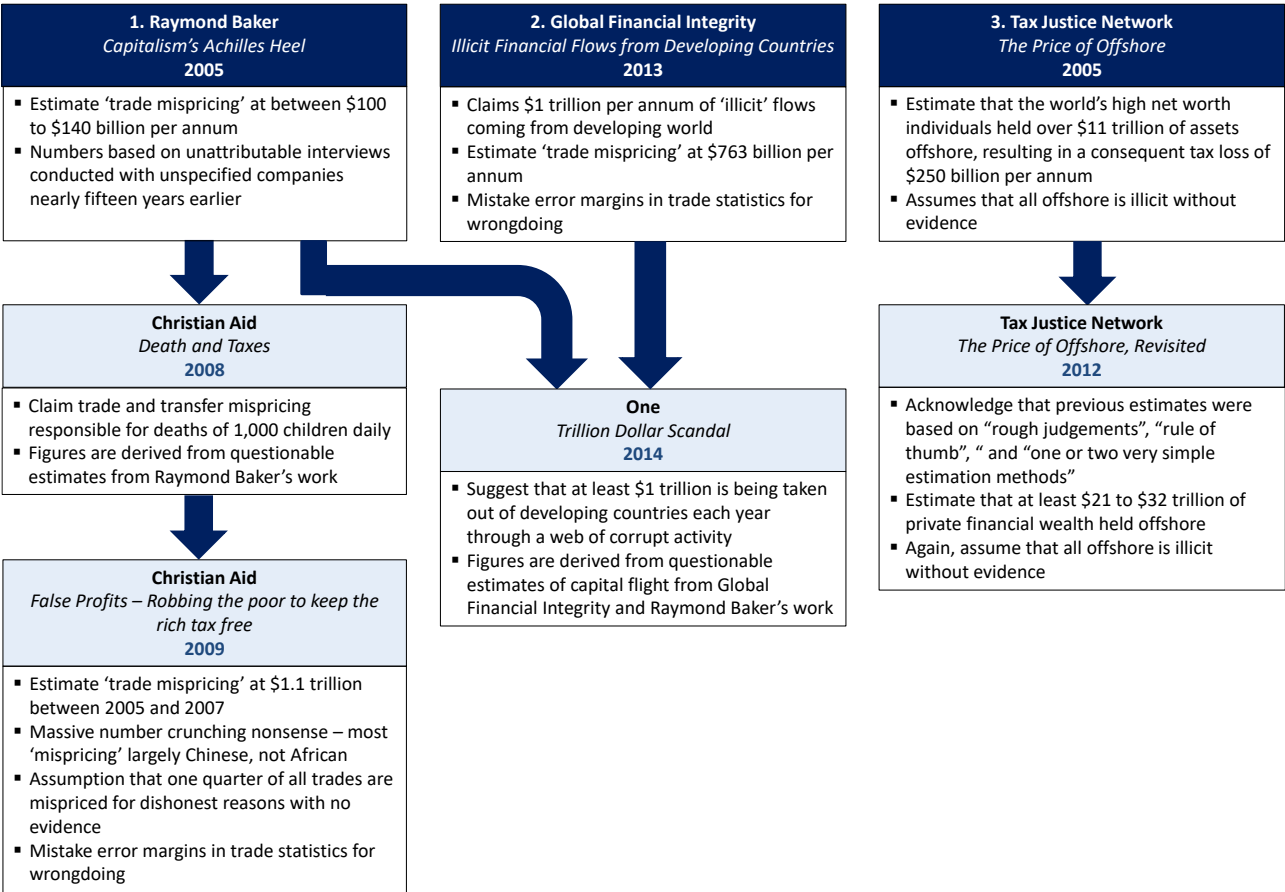 1. Raymond Baker
Capitalism’s Achilles Heel
2005
▪ Estimate ‘trade mispricing’ at between $100
to $140 billion per annum
▪ Numbers based on unattributable interviews
conducted with unspecified companies
nearly fifteen years earlier
2. Global Financial Integrity
Illicit Financial Flows from Developing Countries
2013
▪ Claims $1 trillion per annum of ‘illicit’ flows
coming from developing world
▪ Estimate ‘trade mispricing’ at $763 billion per
annum
▪ Mistake error margins in trade statistics for
wrongdoing
3. Tax Justice Network
The Price of Offshore
2005
▪ Estimate that the world’s high net worth
individuals held over $11 trillion of assets
offshore, resulting in a consequent tax loss of
$250 billion per annum
▪ Assumes that all offshore is illicit without
evidence
Christian Aid
Death and Taxes
2008
▪ Claim trade and transfer mispricing
responsible for deaths of 1,000 children daily
▪ Figures are derived from questionable
estimates from Raymond Baker’s work
One
Trillion Dollar Scandal
2014
▪ Suggest that at least $1 trillion is being taken
out of developing countries each year
through a web of corrupt activity
▪ Figures are derived from questionable
estimates of capital flight from Global
Financial Integrity and Raymond Baker’s work
Tax Justice Network
The Price of Offshore, Revisited
2012
▪ Acknowledge that previous estimates were
based on “rough judgements”, “rule of
thumb”, “ and “one or two very simple
estimation methods”
▪ Estimate that at least $21 to $32 trillion of
private financial wealth held offshore
▪ Again, assume that all offshore is illicit
without evidence
Christian Aid
False Profits – Robbing the poor to keep the
rich tax free
2009
▪ Estimate ‘trade mispricing’ at $1.1 trillion
between 2005 and 2007
▪ Massive number crunching nonsense – most
‘mispricing’ largely Chinese, not African
▪ Assumption that one quarter of all trades are
mispriced for dishonest reasons with no
evidence
▪ Mistake error margins in trade statistics for
wrongdoing